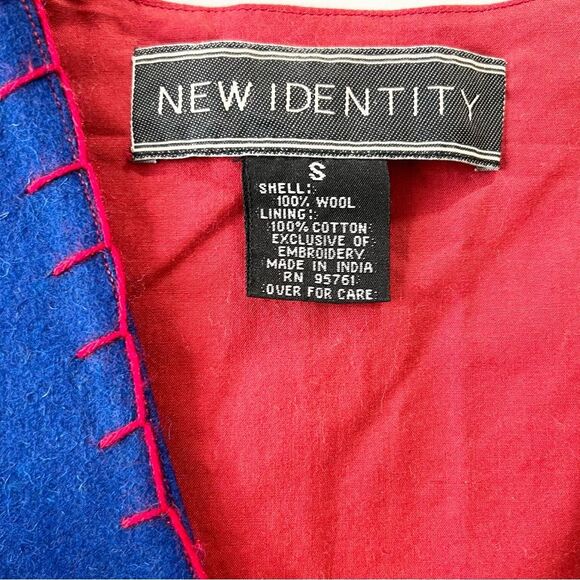 NEW IDENTITY
S
SHELL:
100% WOOL
LINING:
100% COTTON
EXCLUSIVE OF
EMBROIDERY
MADE IN INDIA
RN 95761
OVER FOR CARE